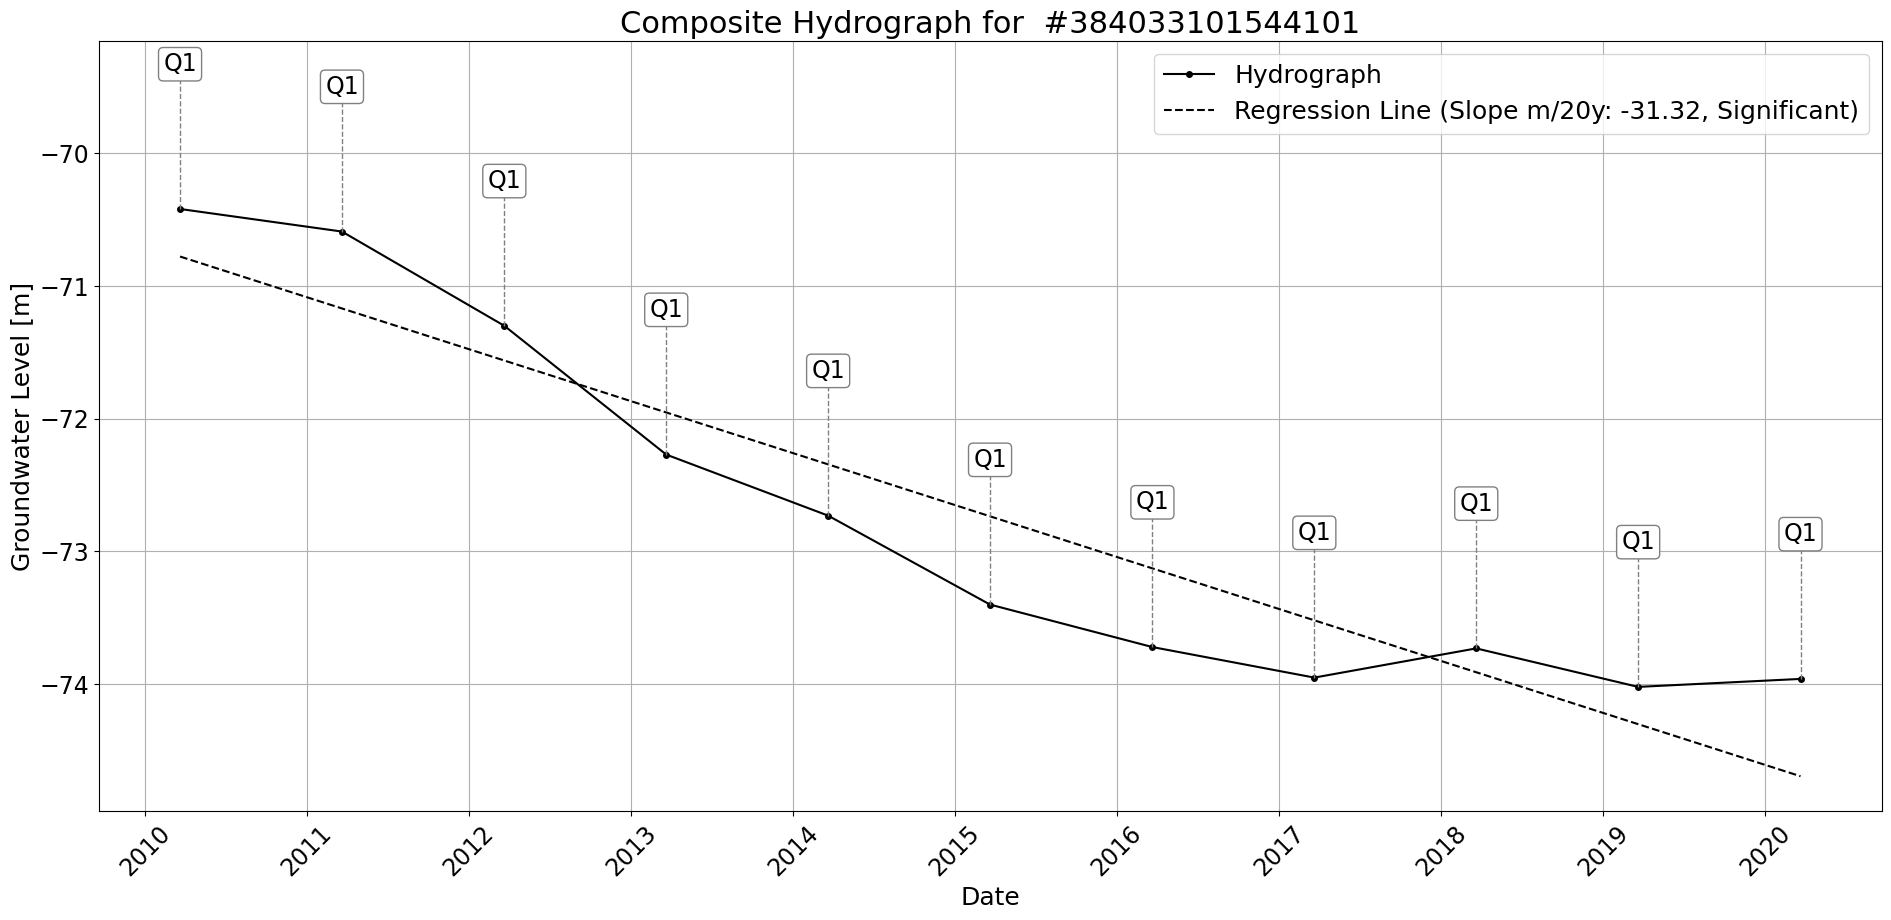 Composite Hydrograph for  #384033101544101
Hydrograph
Regression Line (Slope m/20y: -31.32, Significant)
Q1
Q1
Q1
Q1
Q1
Q1
Q1
Q1
Q1
Q1
Q1
Groundwater Level [m]
−70
−71
−72
−73
−74
2010
2011
2012
2013
2014
2015
2016
2017
2018
2019
2020
Date